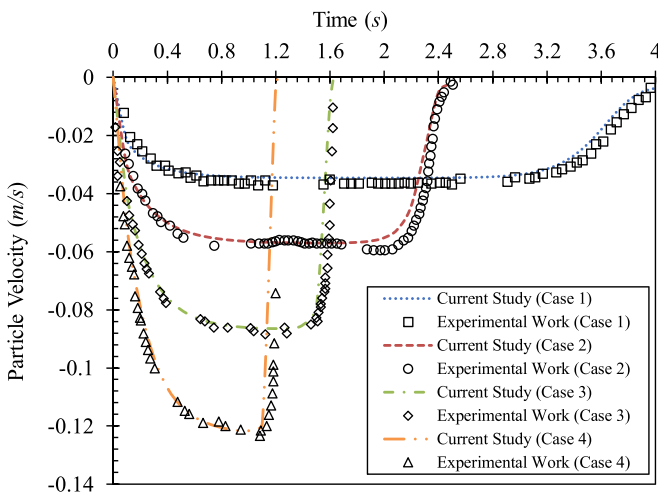 Time (s)
0 0.4 0.8 1.2 1.6 2 2.4 2.8 3.2 3.6 4
0
-0.02
-0.04
-0.06
-0.08
-0.1
-0.12
-0.14
Particle Velocity (m/s)
Current Study (Case 1)
Experimental Work (Case 1)
Current Study (Case 2)
Experimental Work (Case 2)
Current Study (Case 3)
Experimental Work (Case 3)
Current Study (Case 4)
Experimental Work (Case 4)